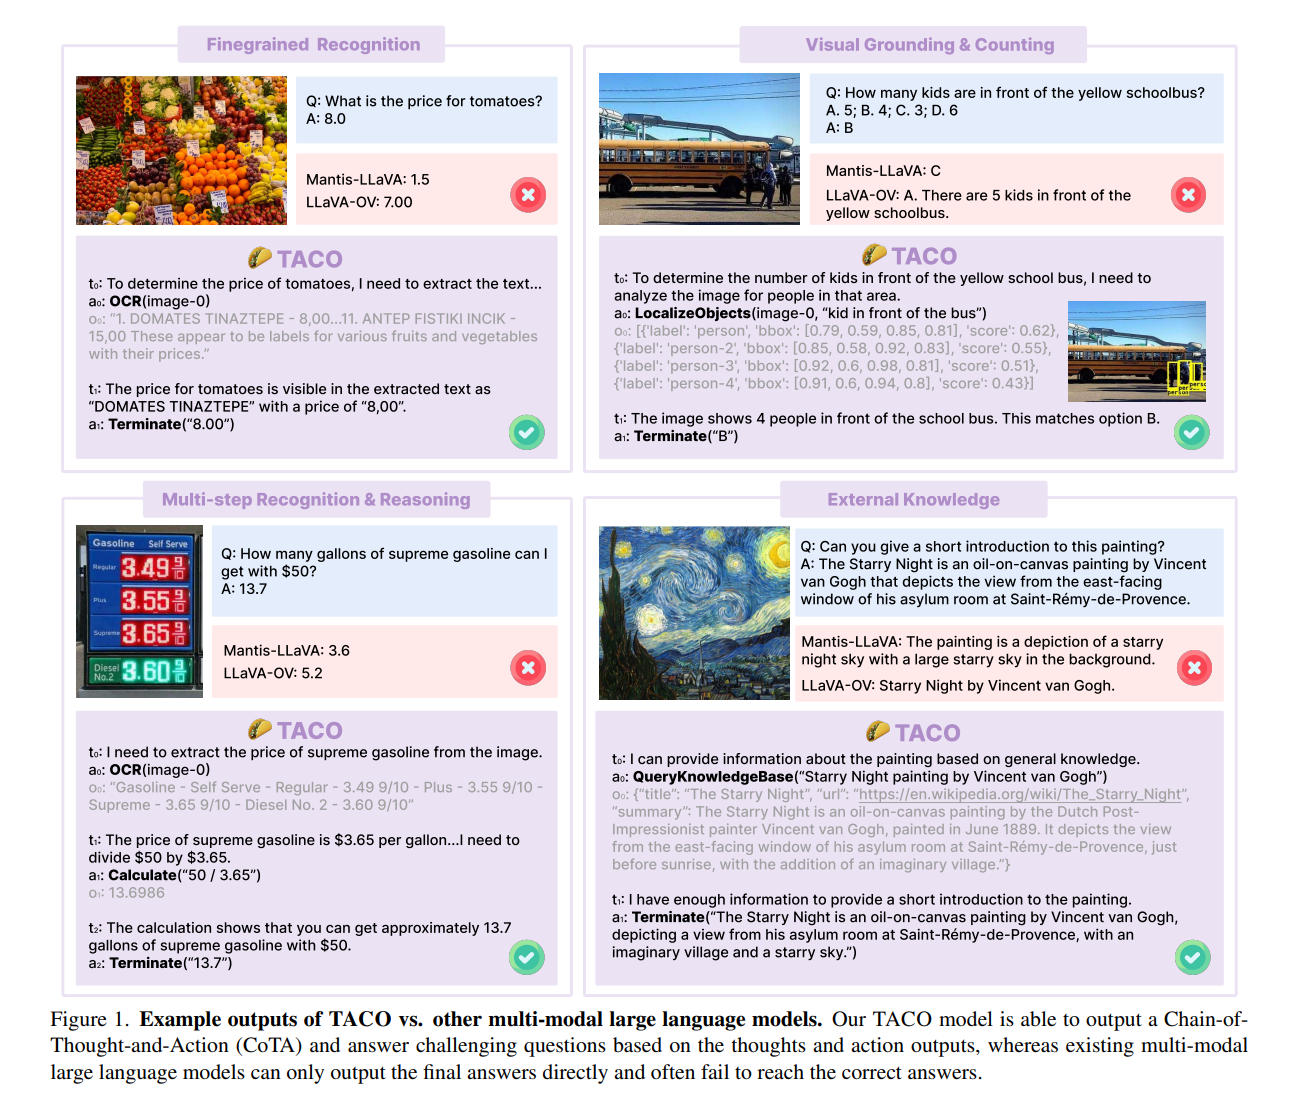 Finegrained Recognition
Q: What is the price for tomatoes?
A: 8.0
Mantis-LLaVA: 1.5
LLaVA-OV: 7.00
TACO
t₀: To determine the price of tomatoes, I need to extract the text...
a₀: OCR(image-0)
o₀: “1. DOMATES TINAZTEPE - 8,00...11. ANTEP FISTIKI INCIK -
15,00 These appear to be labels for various fruits and vegetables
with their prices.”
t₁: The price for tomatoes is visible in the extracted text as
“DOMATES TINAZTEPE” with a price of “8,00”.
a₁: Terminate(“8.00”)
Visual Grounding & Counting
Q: How many kids are in front of the yellow schoolbus?
A. 5; B. 4; C. 3; D. 6
A: B
Mantis-LLaVA: C
LLaVA-OV: A. There are 5 kids in front of the
yellow schoolbus.
TACO
t₀: To determine the number of kids in front of the yellow school bus, I need to
analyze the image for people in that area.
a₀: LocalizeObjects(image-0, “kid in front of the bus”)
o₀: [{'label': 'person', 'bbox': [0.79, 0.59, 0.85, 0.81], 'score': 0.62},
{'label': 'person-2', 'bbox': [0.85, 0.58, 0.92, 0.83], 'score': 0.55},
{'label': 'person-3', 'bbox': [0.92, 0.6, 0.98, 0.81], 'score': 0.51},
{'label': 'person-4', 'bbox': [0.91, 0.6, 0.94, 0.8], 'score': 0.43}]
person
t₁: The image shows 4 people in front of the school bus. This matches option B.
a₁: Terminate(“B”)
Multi-step Recognition & Reasoning
Gasoline Self Serve
Regular 3.49 9/10
Plus 3.55 9/10
Supreme 3.65 9/10
Diesel No.2 3.60 9/10
Q: How many gallons of supreme gasoline can I
get with $50?
A: 13.7
Mantis-LLaVA: 3.6
LLaVA-OV: 5.2
TACO
t₀: I need to extract the price of supreme gasoline from the image.
a₀: OCR(image-0)
o₀: “Gasoline - Self Serve - Regular - 3.49 9/10 - Plus - 3.55 9/10 -
Supreme - 3.65 9/10 - Diesel No. 2 - 3.60 9/10”
t₁: The price of supreme gasoline is $3.65 per gallon...I need to
divide $50 by $3.65.
a₁: Calculate(“50 / 3.65”)
o₁: 13.6986
t₂: The calculation shows that you can get approximately 13.7
gallons of supreme gasoline with $50.
a₂: Terminate(“13.7”)
External Knowledge
Q: Can you give a short introduction to this painting?
A: The Starry Night is an oil-on-canvas painting by Vincent
van Gogh that depicts the view from the east-facing
window of his asylum room at Saint-Rémy-de-Provence.
Mantis-LLaVA: The painting is a depiction of a starry
night sky with a large starry sky in the background.
LLaVA-OV: Starry Night by Vincent van Gogh.
TACO
t₀: I can provide information about the painting based on general knowledge.
a₀: QueryKnowledgeBase(“Starry Night painting by Vincent van Gogh”)
o₀: {“title”: “The Starry Night”, “url”: “https://en.wikipedia.org/wiki/The_Starry_Night”,
“summary”: The Starry Night is an oil-on-canvas painting by the Dutch Post-
Impressionist painter Vincent van Gogh, painted in June 1889. It depicts the view
from the east-facing window of his asylum room at Saint-Rémy-de-Provence, just
before sunrise, with the addition of an imaginary village.”}
t₁: I have enough information to provide a short introduction to the painting.
a₁: Terminate(“The Starry Night is an oil-on-canvas painting by Vincent van Gogh,
depicting a view from his asylum room at Saint-Rémy-de-Provence, with an
imaginary village and a starry sky.”)
Figure 1. Example outputs of TACO vs. other multi-modal large language models. Our TACO model is able to output a Chain-of-
Thought-and-Action (CoTA) and answer challenging questions based on the thoughts and action outputs, whereas existing multi-modal
large language models can only output the final answers directly and often fail to reach the correct answers.